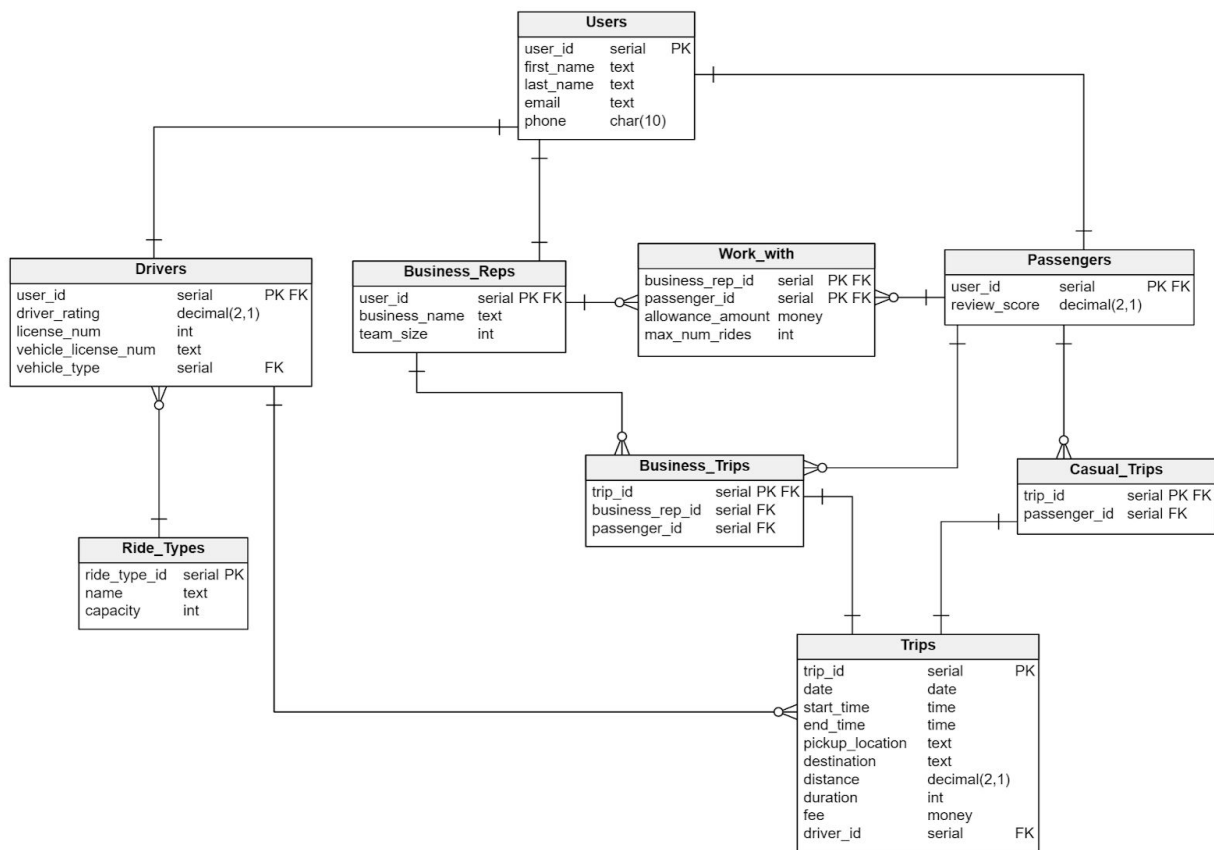 Users
user_id serial PK
first_name text
last_name text
email text
phone char(10)
Drivers
user_id serial PK FK
driver_rating decimal(2,1)
license_num int
vehicle_license_num text
vehicle_type serial FK
Business_Reps
user_id serial PK FK
business_name text
team_size int
Work_with
business_rep_id serial PK FK
passenger_id serial PK FK
allowance_amount money
max_num_rides int
Passengers
user_id serial PK FK
review_score decimal(2,1)
Business_Trips
trip_id serial PK FK
business_rep_id serial FK
passenger_id serial FK
Casual_Trips
trip_id serial PK FK
passenger_id serial FK
Ride_Types
ride_type_id serial PK
name text
capacity int
Trips
trip_id serial PK
date date
start_time time
end_time time
pickup_location text
destination text
distance decimal(2,1)
duration int
fee money
driver_id serial FK